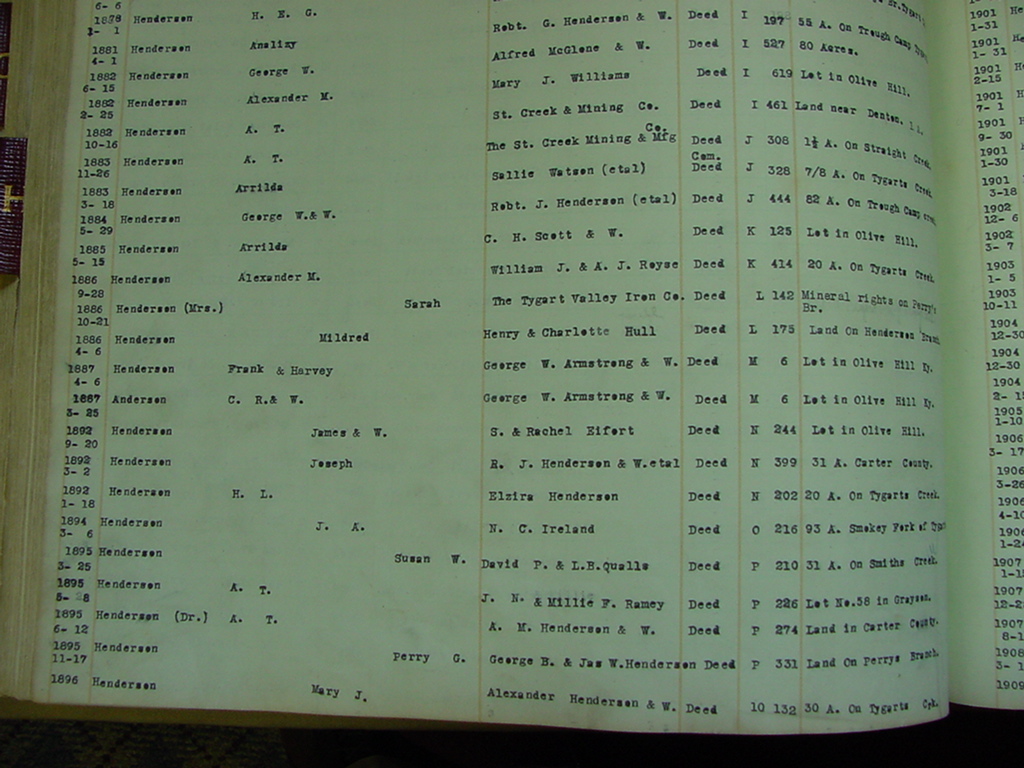 6- 6
1878 Henderson H. E. G. Robt. G. Henderson & W. Deed I 197 55 A. On Trough Camp
3- 1
1881 Henderson Analizy Alfred McGlone & W. Deed I 527 80 Acres.
4- 1
1882 Henderson George W. Mary J. Williams Deed I 619 Lot in Olive Hill.
6- 15
1882 Henderson Alexander M. St. Creek & Mining Co. Deed I 461 Land near Denton.
2- 25
1882 Henderson A. T. The St. Creek Mining & Mfg Co. Deed J 308 1½ A. On Straight Creek.
10-16
1883 Henderson A. T. Sallie Watson (etal) Com. Deed J 328 7/8 A. On Tygarts Creek.
11-26
1883 Henderson Arrilda Robt. J. Henderson (etal) Deed J 444 82 A. On Trough Camp
3- 18
1884 Henderson George W.& W. C. H. Scott & W. Deed K 125 Lot in Olive Hill.
5- 29
1885 Henderson Arrilda William J. & A. J. Royse Deed K 414 20 A. On Tygarts Creek.
5- 15
1886 Henderson Alexander M. The Tygart Valley Iron Co. Deed L 142 Mineral rights on Perry's Br.
9-28
1886 Henderson (Mrs.) Sarah Henry & Charlotte Hull Deed L 175 Land On Henderson Branch
10-21
1886 Henderson Mildred George W. Armstrong & W. Deed M 6 Lot in Olive Hill Ky.
4- 6
1887 Henderson Frank & Harvey George W. Armstrong & W. Deed M 6 Lot in Olive Hill Ky.
4- 6
1887 Anderson C. R.& W. S. & Rachel Eifort Deed N 244 Lot in Olive Hill.
3- 25
1892 Henderson James & W. R. J. Henderson & W.etal Deed N 399 31 A. Carter County.
9- 20
1892 Henderson Joseph Elzira Henderson Deed N 202 20 A. On Tygarts Creek.
3- 2
1892 Henderson H. L. N. C. Ireland Deed O 216 93 A. Smokey Fork of
1- 18
1894 Henderson J. A. David P. & L.B.Qualls Deed P 210 31 A. On Smiths Creek.
3- 6
1895 Henderson Susan W. J. N. & Millie F. Ramey Deed P 226 Lot No.58 in Grayson.
3- 25
1895 Henderson A. T. A. M. Henderson & W. Deed P 274 Land in Carter County.
5- 28
1895 Henderson (Dr.) A. T. George B. & Jas W.Henderson Deed P 331 Land On Perrys Branch.
6- 12
1895 Henderson Perry G. Alexander Henderson & W. Deed 10 132 30 A. On Tygarts Crk.
11-17
1896 Henderson Mary J.
H
1901
1-31
1901
1- 31
1901
2-15
1901
7- 1
1901
9- 30
1901
1-30
1901
3-18
1902
12- 6
1902
3- 7
1903
1- 5
1903
10-11
1904
12-30
1904
12-30
1904
2- 1
1905
1-10
1906
3- 17
1906
3-26
1906
4-10
1906
1-2
1907
1-1
1907
12-2
1907
8-1
1908
3- 1
1909